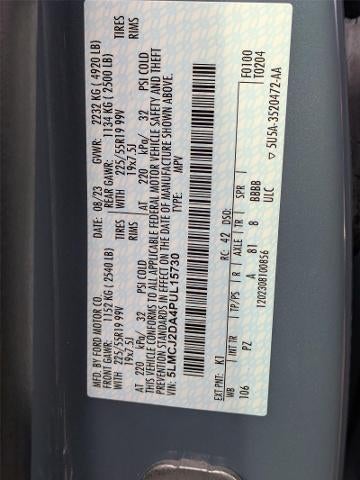 MFD. BY FORD MOTOR CO.
DATE: 08/23 GVWR: 2232 KG ( 4920 LB)
FRONT GAWR: 1152 KG ( 2540 LB) REAR GAWR: 1134 KG ( 2500 LB)
WITH 225/55R19 99V TIRES WITH 225/55R19 99V TIRES
19x7.5J RIMS 19x7.5J RIMS
AT 220 kPa/ 32 PSI COLD AT 220 kPa/ 32 PSI COLD
THIS VEHICLE CONFORMS TO ALL APPLICABLE FEDERAL MOTOR VEHICLE SAFETY AND THEFT
PREVENTION STANDARDS IN EFFECT ON THE DATE OF MANUFACTURE SHOWN ABOVE.
VIN: 5LMCJ2DA4PUL15730 TYPE: MPV
F0100
T0204
EXT PNT: KI RC: 42 DSO:
WB INT TR TP/PS R AXLE TR SPR
106 PZ A 81 B BBBB
1202308100856 ULC
▽ 5U5A-3520472-AA